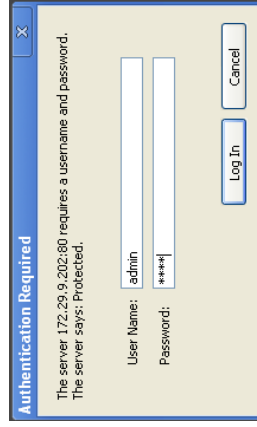 Authentication Required
X
The server 172.29.9.202:80 requires a username and password.
The server says: Protected.
User Name: admin
Password: ****
Log In Cancel